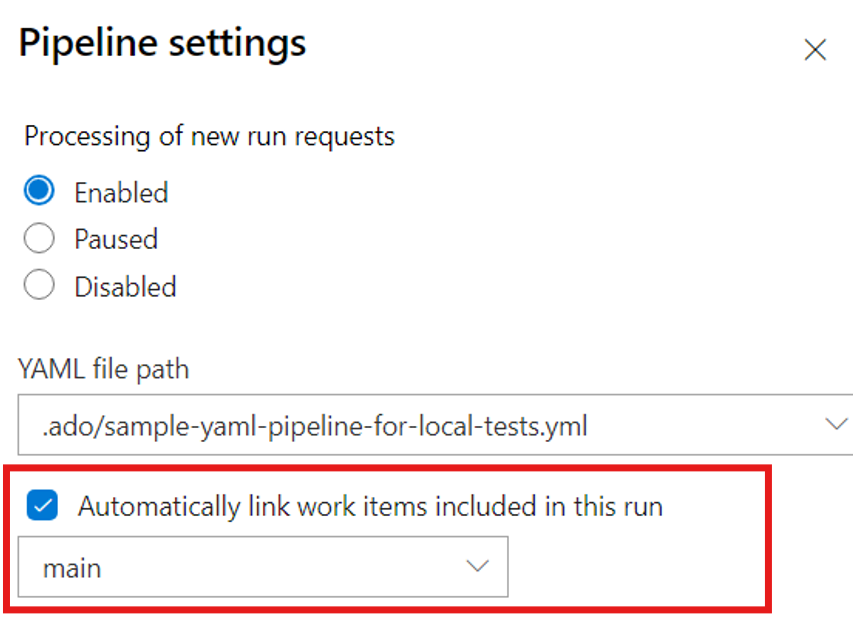 Pipeline settings
Processing of new run requests
Enabled
Paused
Disabled
YAML file path
.ado/sample-yaml-pipeline-for-local-tests.yml
Automatically link work items included in this run
main